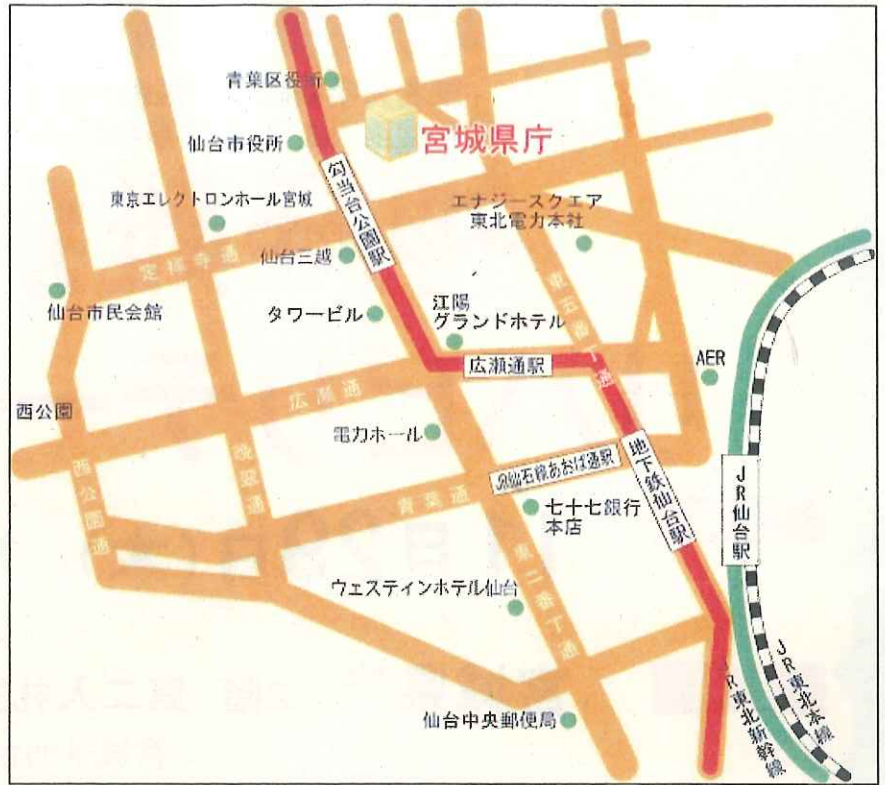 青葉区役所
仙台市役所
宮城県庁
勾当台公園駅
東京エレクトロンホール宮城
エナジースクエア
東北電力本社
定禅寺通
仙台三越
仙台市民会館
タワービル
江陽
グランドホテル
東五番丁通
広瀬通駅
AER
広瀬通
西公園
電力ホール
西公園通
晩翠通
青葉通
JR仙石線あおば通駅
地下鉄仙台駅
JR仙台駅
七十七銀行
本店
東二番丁通
ウェスティンホテル仙台
仙台中央郵便局
JR東北本線
JR東北新幹線